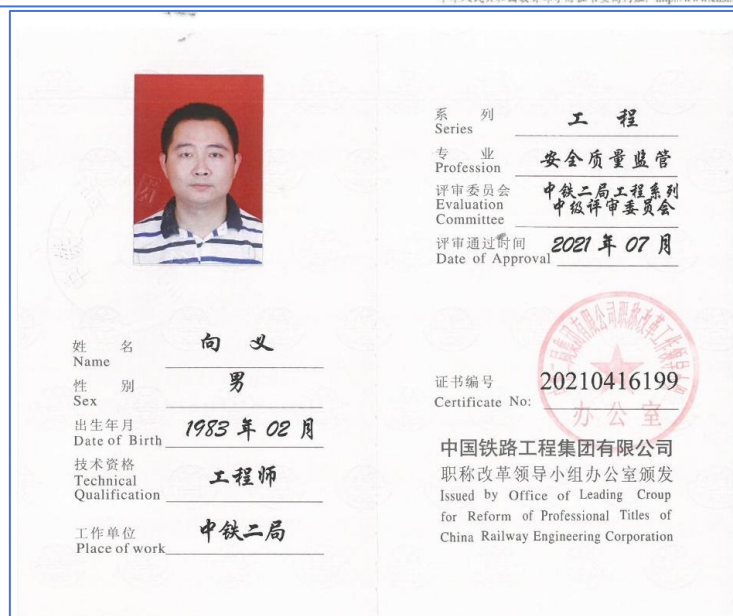 姓 名 向 义
Name
性 别 男
Sex
出生年月 1983 年 02 月
Date of Birth
技术资格 工程师
Technical
Qualification
工作单位 中铁二局
Place of work
系 列 工 程
Series
专 业 安全质量监管
Profession
评审委员会 中铁二局工程系列
Evaluation 中级评审委员会
Committee
评审通过时间 2021 年 07 月
Date of Approval
证书编号 20210416199
Certificate No:
办公室
中国铁路工程集团有限公司
职称改革领导小组办公室颁发
Issued by Office of Leading Croup
for Reform of Professional Titles of
China Railway Engineering Corporation